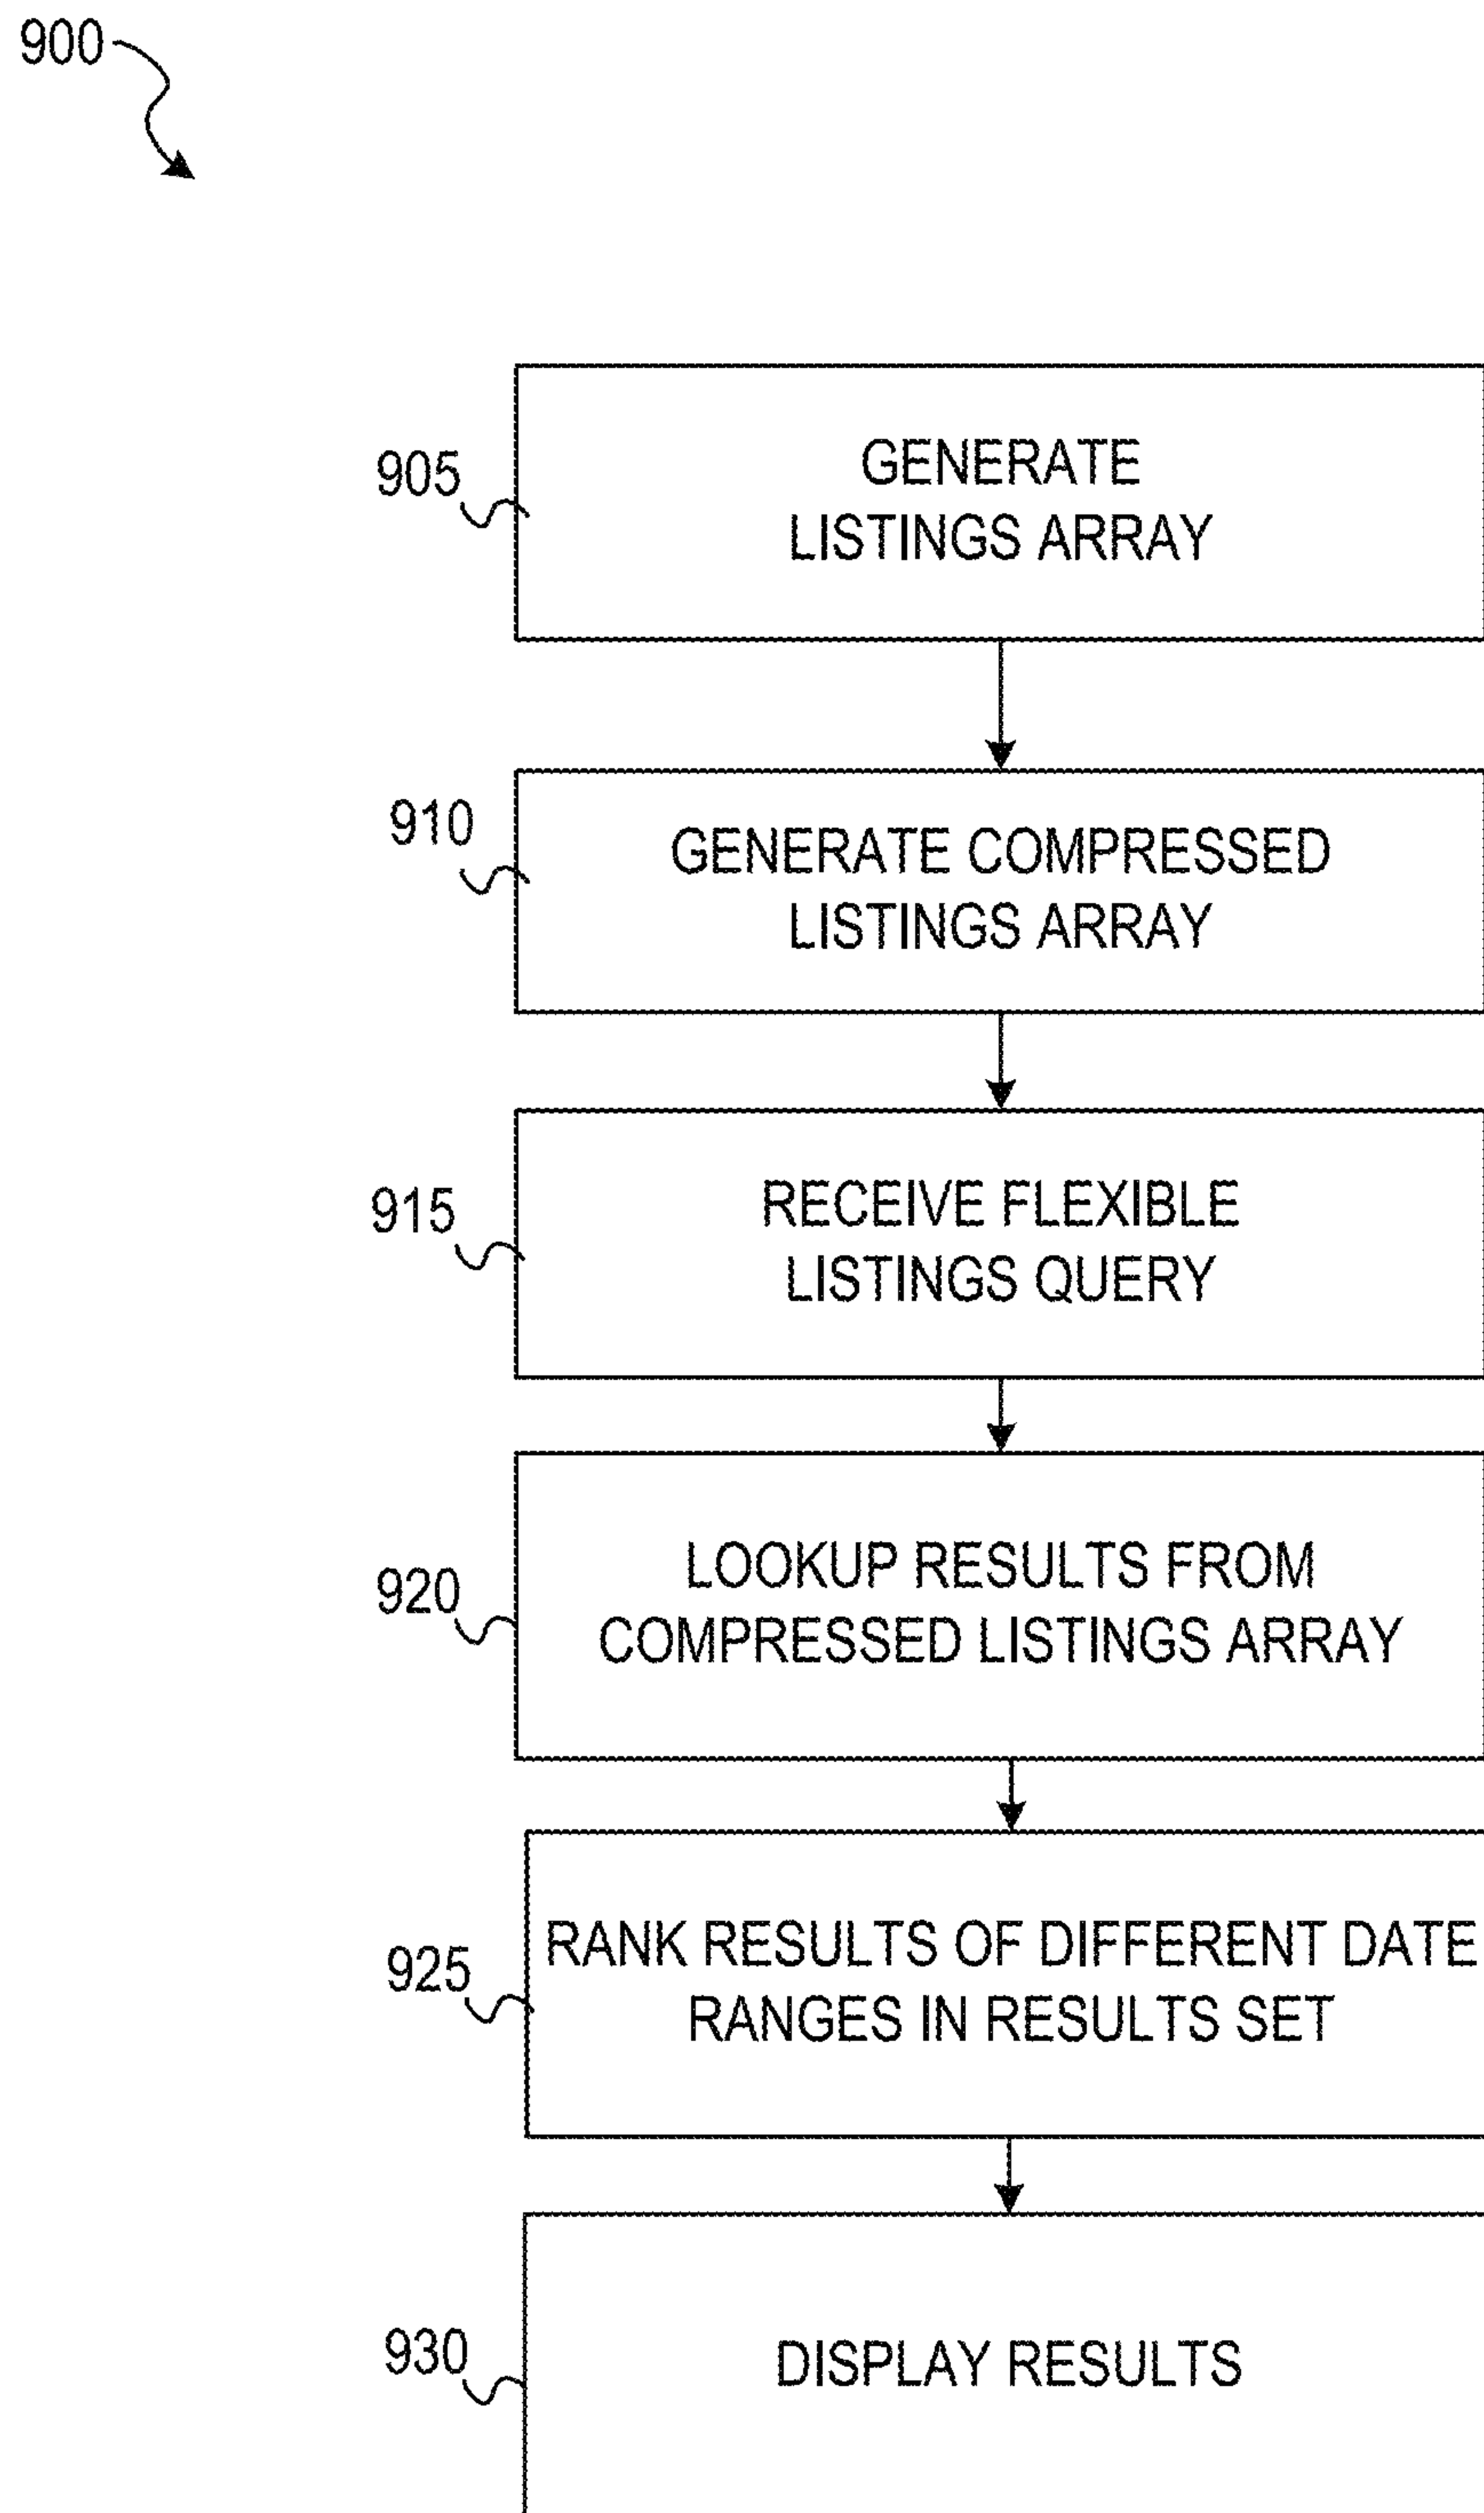 900
905
GENERATE
LISTINGS ARRAY
910
GENERATE COMPRESSED
LISTINGS ARRAY
915
RECEIVE FLEXIBLE
LISTINGS QUERY
920
LOOKUP RESULTS FROM
COMPRESSED LISTINGS ARRAY
925
RANK RESULTS OF DIFFERENT DATE
RANGES IN RESULTS SET
930
DISPLAY RESULTS